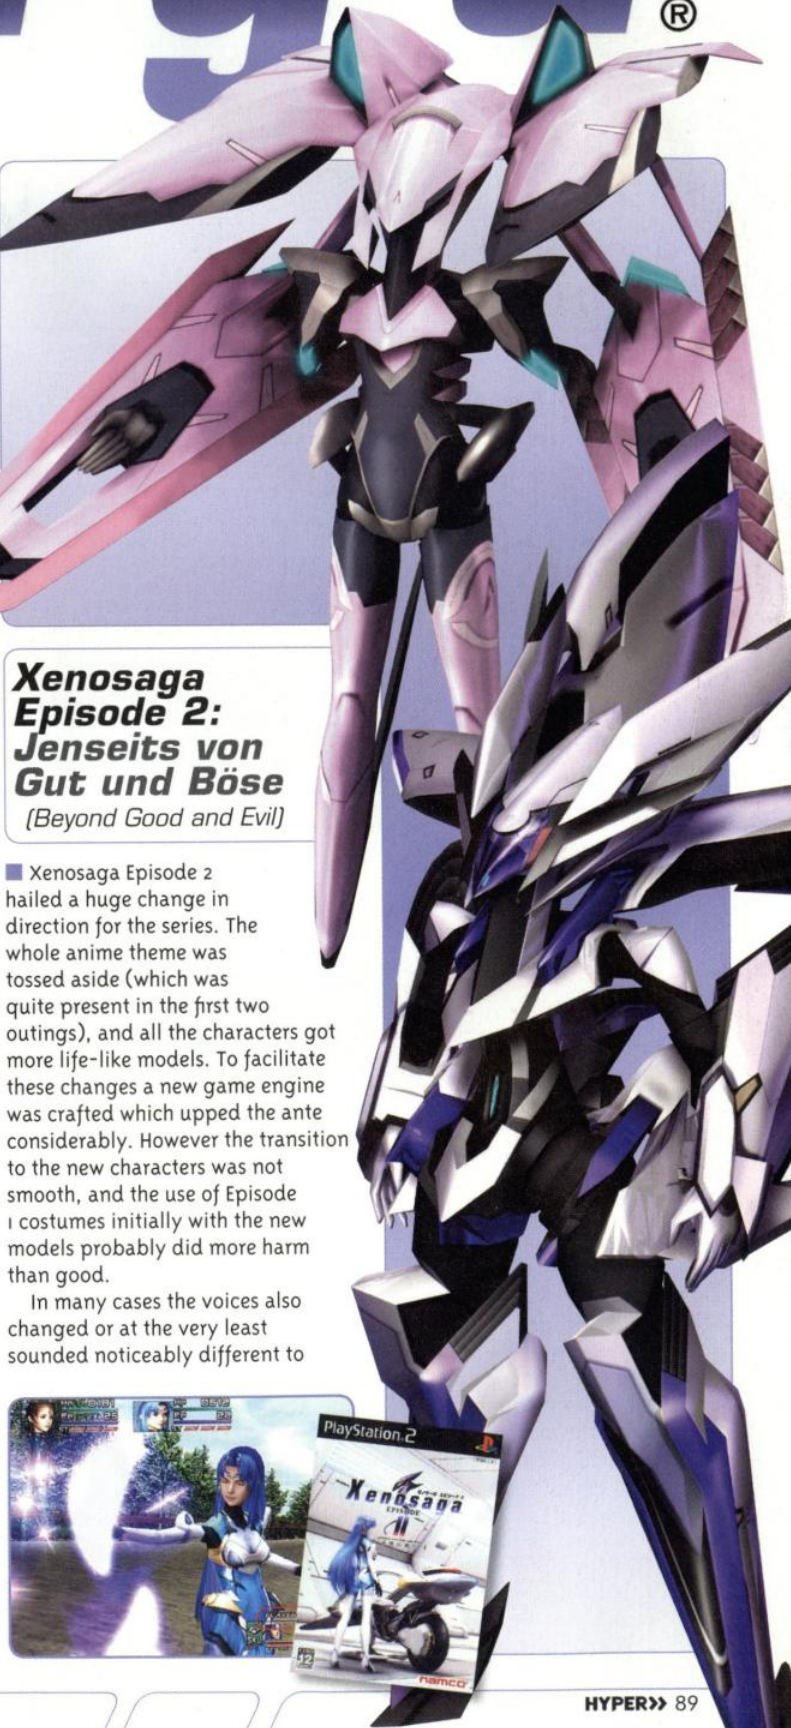 ®
Xenosaga
Episode 2:
Jenseits von
Gut und Böse
(Beyond Good and Evil)
Xenosaga Episode 2
hailed a huge change in
direction for the series. The
whole anime theme was
tossed aside (which was
quite present in the first two
outings), and all the characters got
more life-like models. To facilitate
these changes a new game engine
was crafted which upped the ante
considerably. However the transition
to the new characters was not
smooth, and the use of Episode
1 costumes initially with the new
models probably did more harm
than good.
In many cases the voices also
changed or at the very least
sounded noticeably different to
PlayStation 2
Xenosaga
EPISODE
II
12
namco
HYPER>> 89